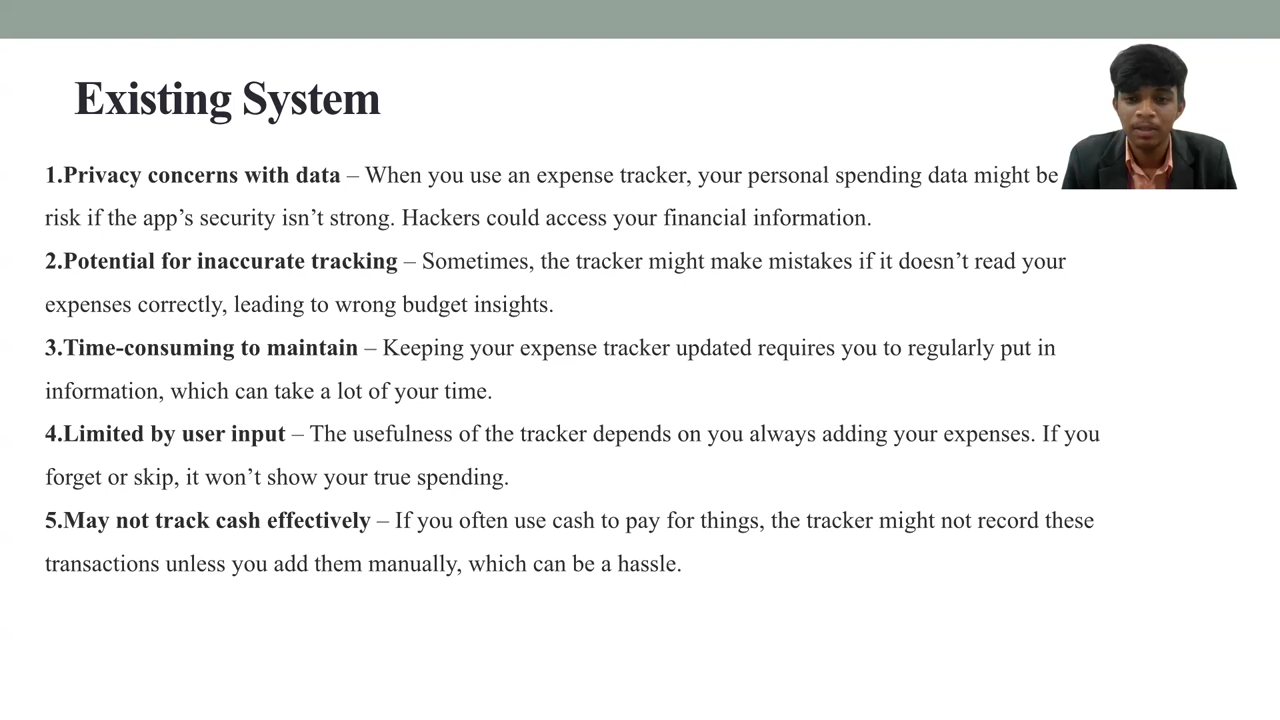 Existing System
1.Privacy concerns with data – When you use an expense tracker, your personal spending data might be
risk if the app’s security isn’t strong. Hackers could access your financial information.
2.Potential for inaccurate tracking – Sometimes, the tracker might make mistakes if it doesn’t read your
expenses correctly, leading to wrong budget insights.
3.Time-consuming to maintain – Keeping your expense tracker updated requires you to regularly put in
information, which can take a lot of your time.
4.Limited by user input – The usefulness of the tracker depends on you always adding your expenses. If you
forget or skip, it won’t show your true spending.
5.May not track cash effectively – If you often use cash to pay for things, the tracker might not record these
transactions unless you add them manually, which can be a hassle.